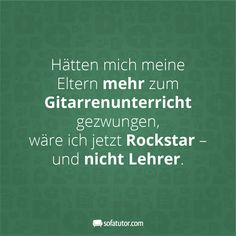 Hätten mich meine
Eltern mehr zum
Gitarrenunterricht
gezwungen,
wäre ich jetzt Rockstar –
und nicht Lehrer.
sofatutor.com